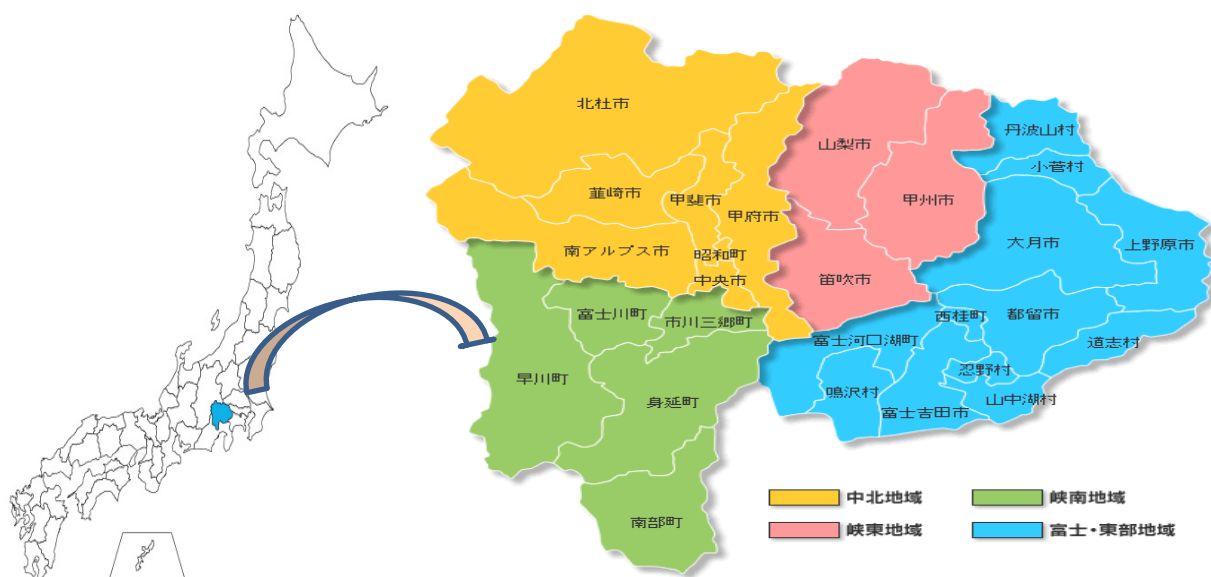 北杜市
韮崎市
甲斐市
甲府市
南アルプス市
昭和町
中央市
山梨市
甲州市
笛吹市
丹波山村
小菅村
大月市
上野原市
西桂町
都留市
道志村
富士河口湖町
忍野村
鳴沢村
山中湖村
富士吉田市
富士川町
市川三郷町
早川町
身延町
南部町
中北地域
峡南地域
峡東地域
富士・東部地域